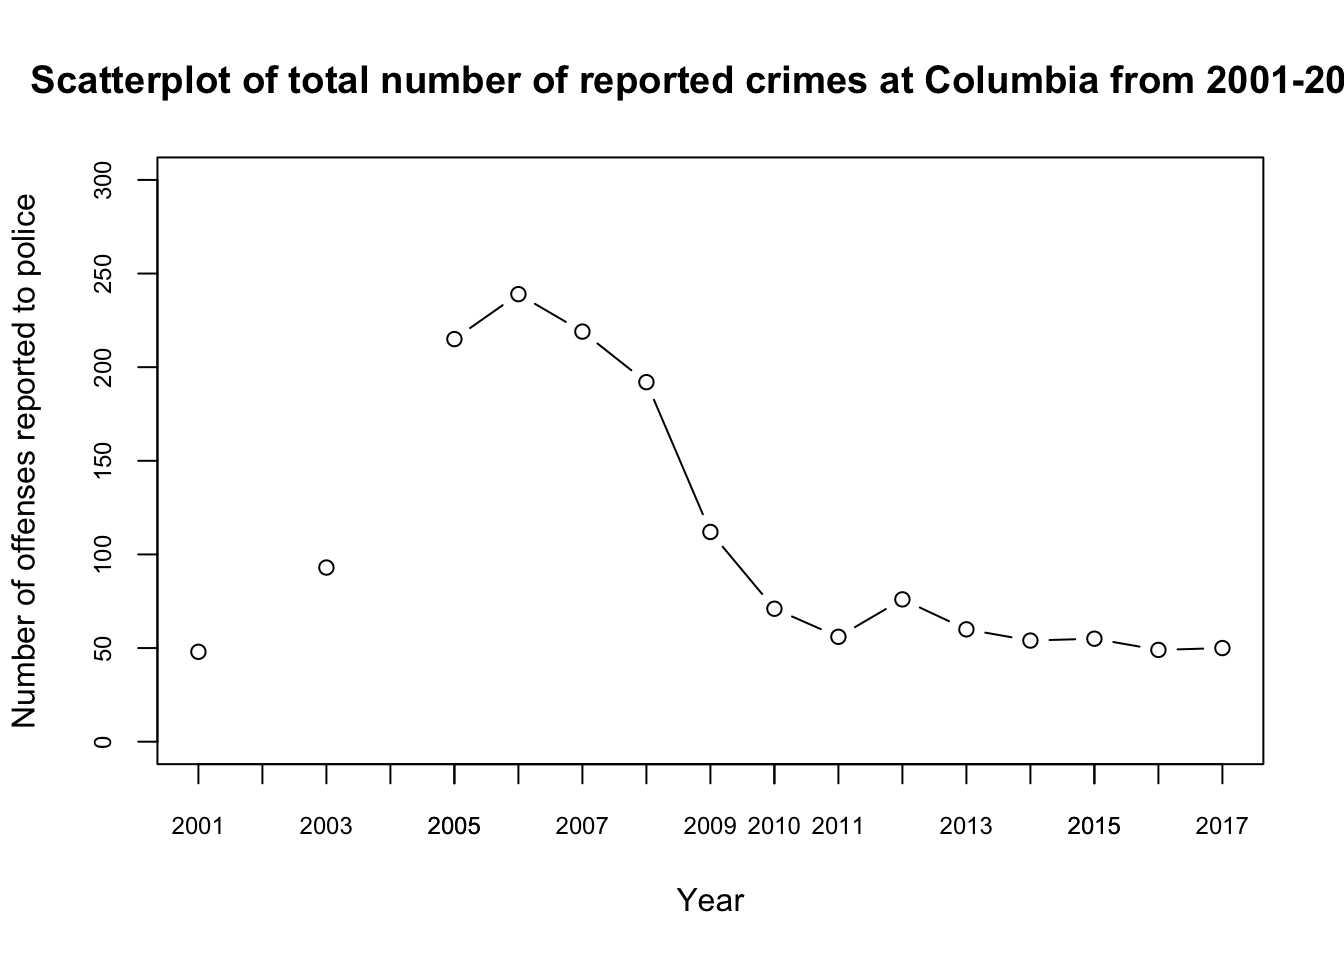 Scatterplot of total number of reported crimes at Columbia from 2001-20
Number of offenses reported to police
300
250
200
150
100
50
0
2001 2003 2005 2007 2009 2010 2011 2013 2015 2017
Year